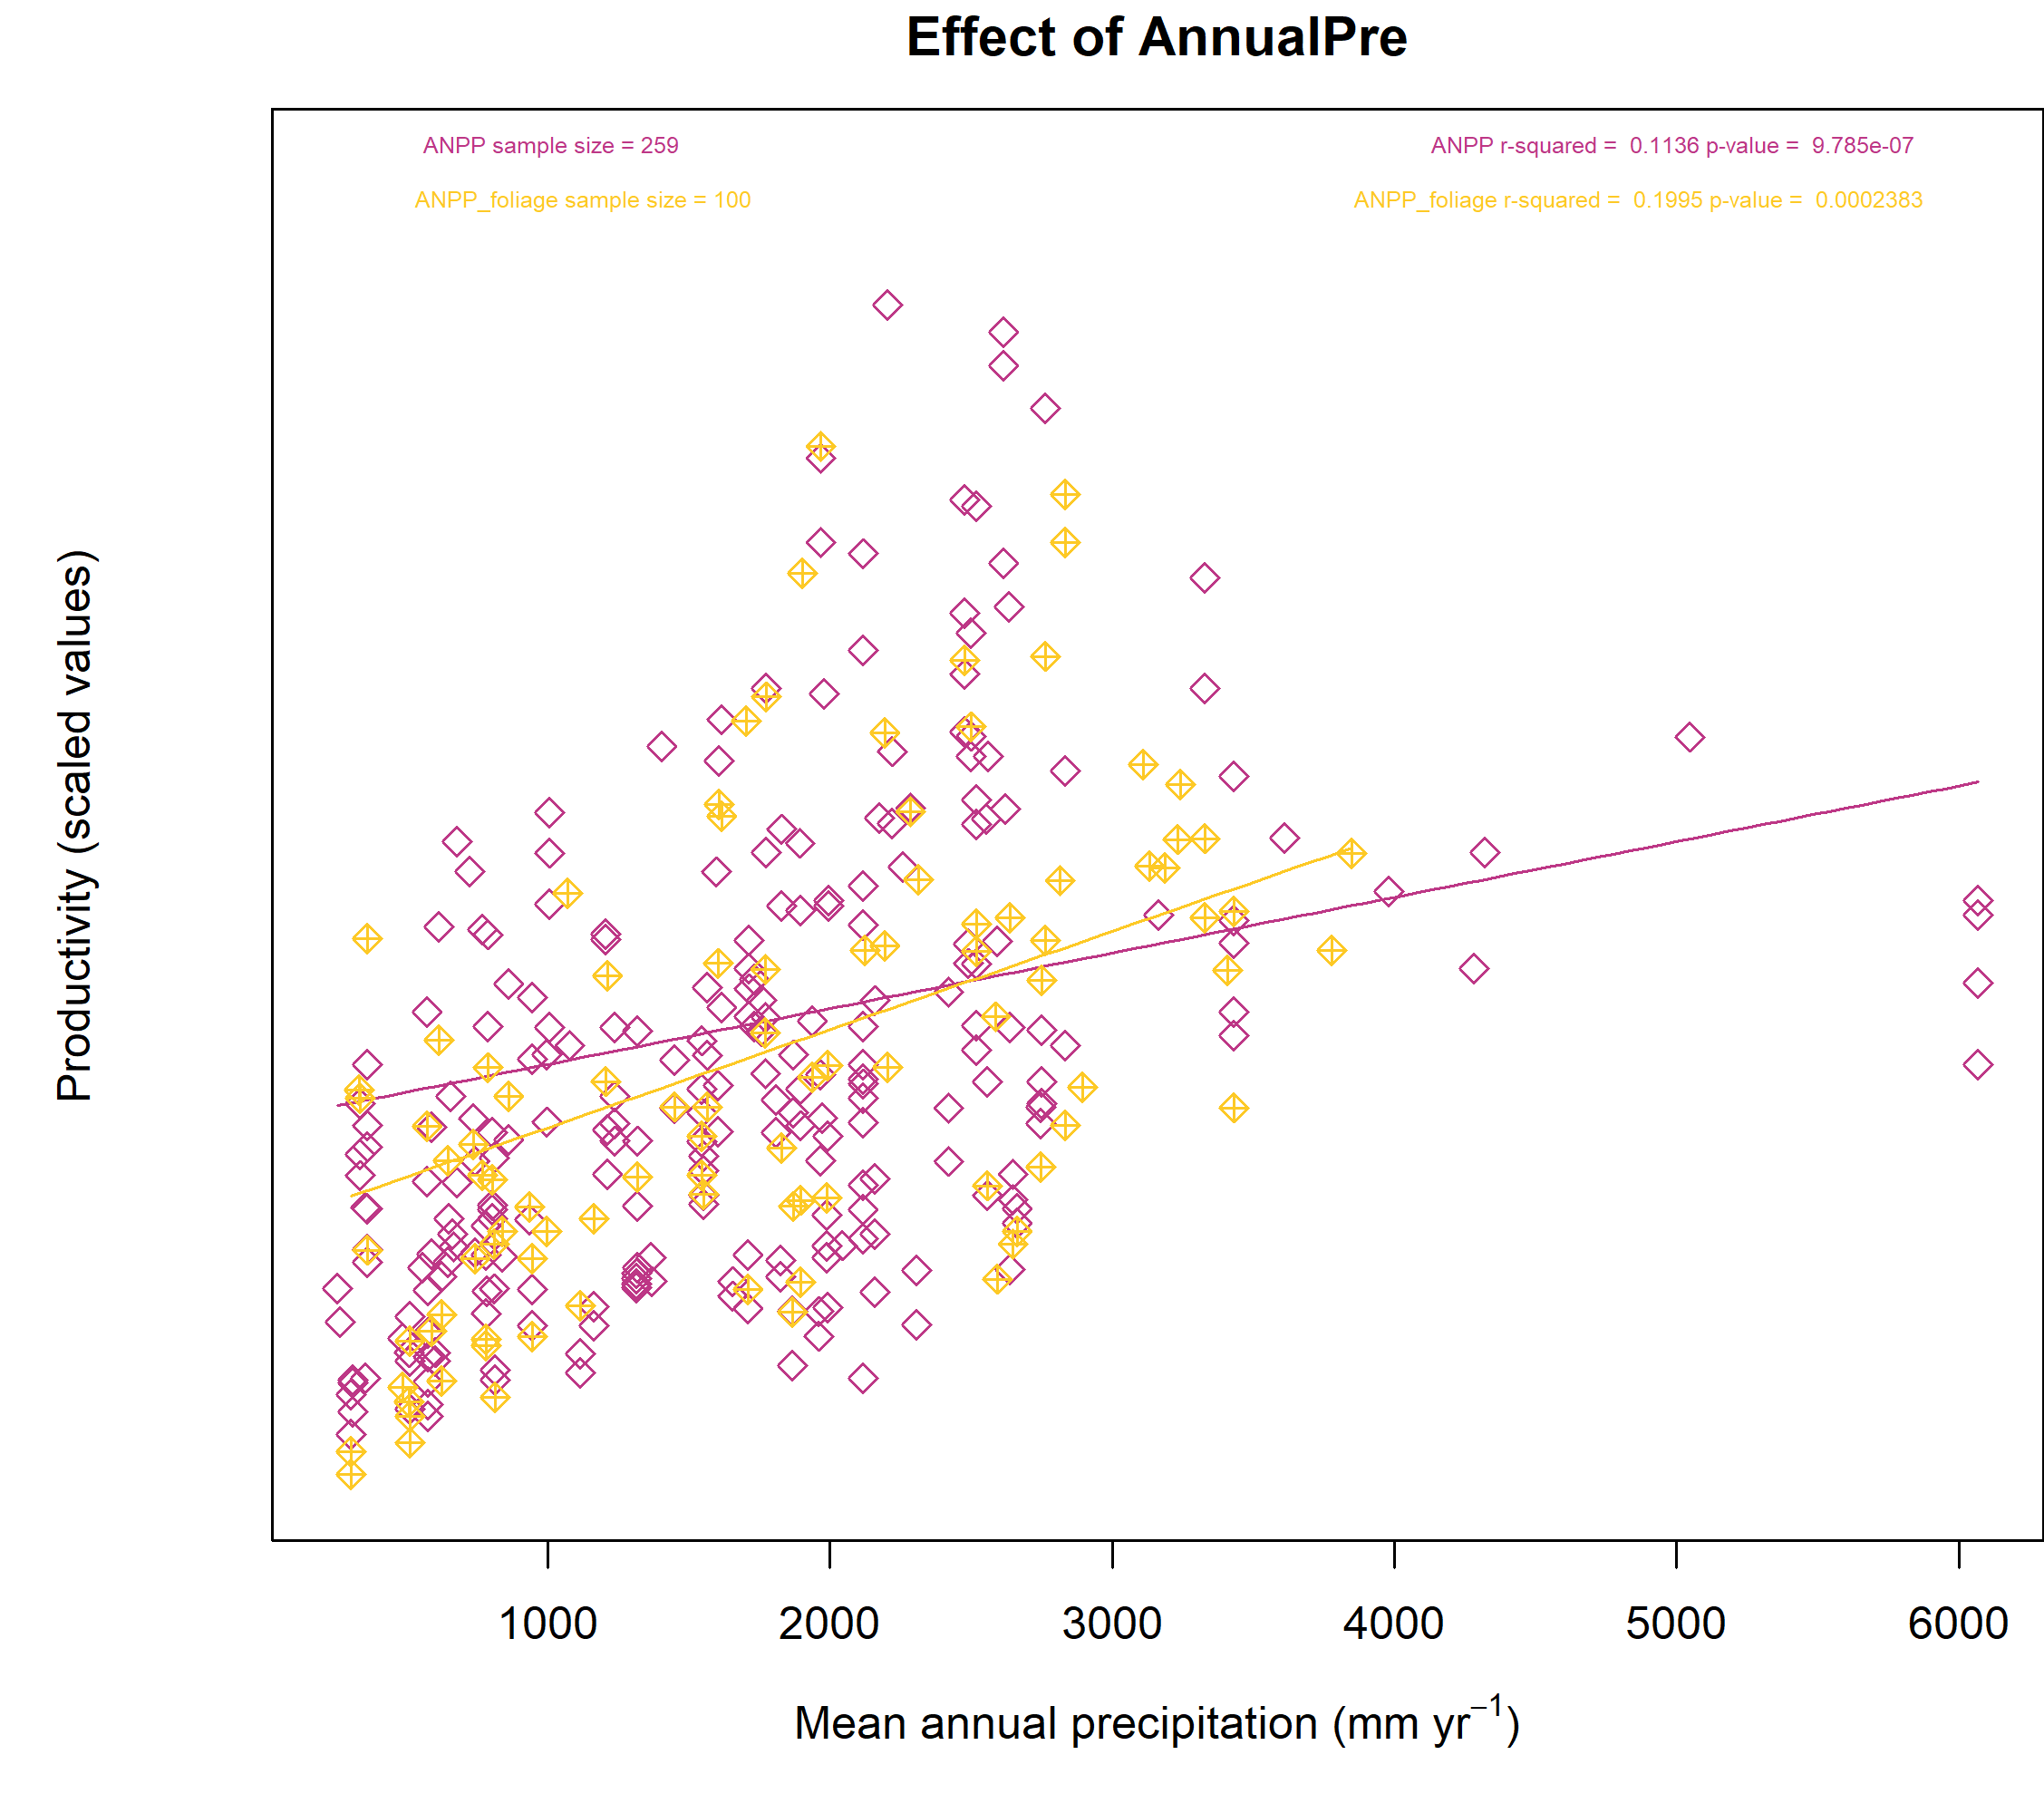 Effect of AnnualPre
ANPP sample size = 259
ANPP r-squared = 0.1136 p-value = 9.785e-07
ANPP_foliage sample size = 100
ANPP_foliage r-squared = 0.1995 p-value = 0.0002383
Productivity (scaled values)
1000 2000 3000 4000 5000 6000
Mean annual precipitation (mm yr⁻¹)